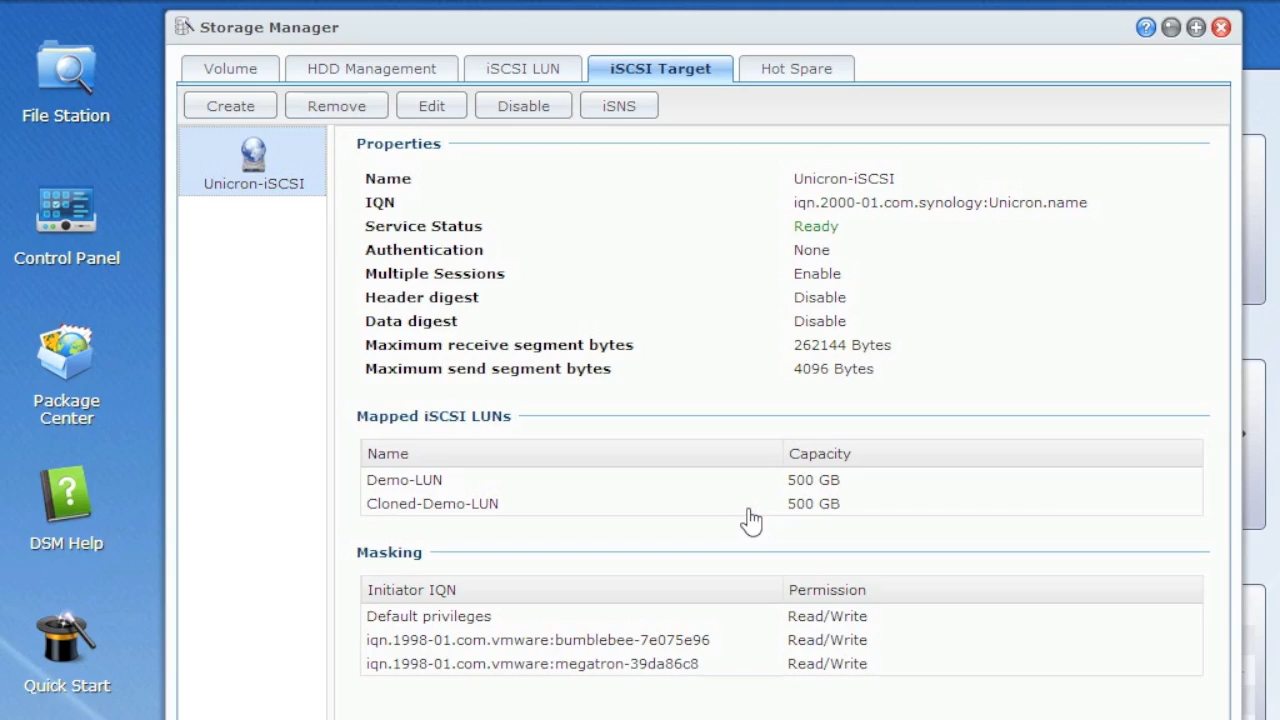 Storage Manager
Volume
HDD Management
iSCSI LUN
iSCSI Target
Hot Spare
Create
Remove
Edit
Disable
iSNS
File Station
Control Panel
Package
Center
DSM Help
Quick Start
Unicron-iSCSI
Properties
Name Unicron-iSCSI
IQN iqn.2000-01.com.synology:Unicron.name
Service Status Ready
Authentication None
Multiple Sessions Enable
Header digest Disable
Data digest Disable
Maximum receive segment bytes 262144 Bytes
Maximum send segment bytes 4096 Bytes
Mapped iSCSI LUNs
Name Capacity
Demo-LUN 500 GB
Cloned-Demo-LUN 500 GB
Masking
Initiator IQN Permission
Default privileges Read/Write
iqn.1998-01.com.vmware:bumblebee-7e075e96 Read/Write
iqn.1998-01.com.vmware:megatron-39da86c8 Read/Write